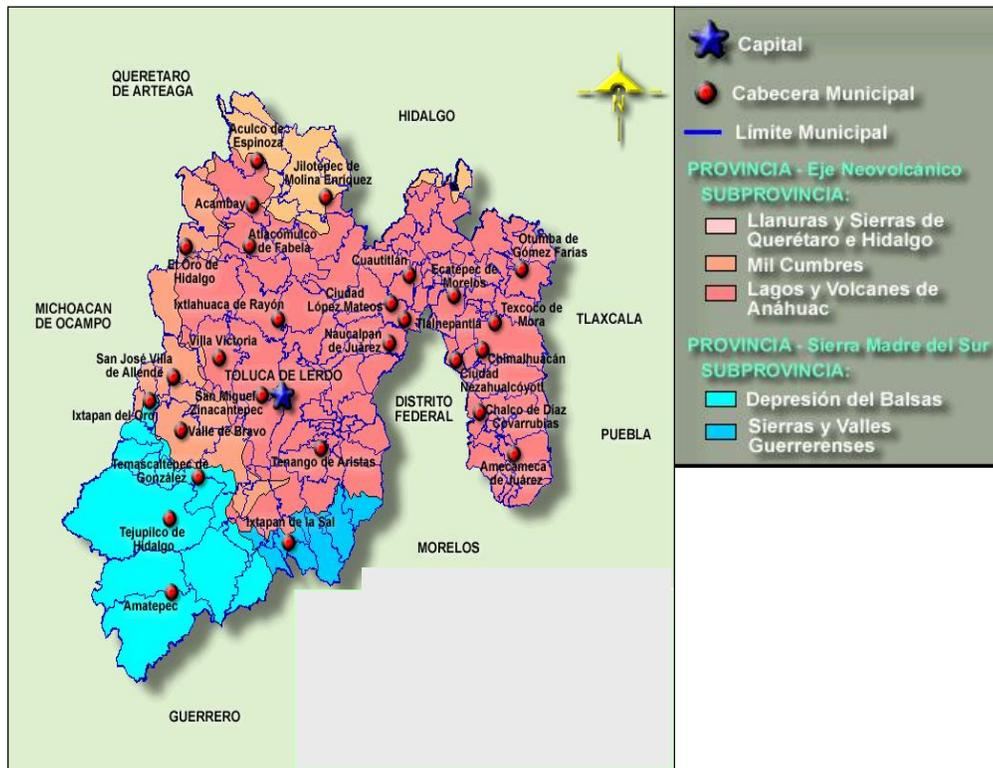 QUERETARO
DE ARTEAGA
HIDALGO
Aculco de
Espinoza
Jilotepec de
Molina Enríquez
Acambay
Atlacomulco
de Fabela
El Oro de
Hidalgo
Otumba de
Gómez Farías
Cuautitlán
Ecatepec de
Morelos
MICHOACAN
DE OCAMPO
Ixtlahuaca de Rayón
Ciudad
López Mateos
Tlalnepantla
Texcoco de
Mora
TLAXCALA
Villa Victoria
Naucalpan
de Juárez
Chimalhuacán
San José Villa
de Allende
TOLUCA DE LERDO
Ciudad
Nezahualcóyotl
San Miguel
Zinacantepec
DISTRITO
FEDERAL
Ixtapan del Oro
Chalco de Díaz
Covarrubias
Valle de Bravo
PUEBLA
Temascaltepec de
González
Tenango de Aristas
Amecameca
de Juárez
Ixtapan de la Sal
Tejupilco de
Hidalgo
MORELOS
Amatepec
GUERRERO
N
Capital
Cabecera Municipal
Límite Municipal
PROVINCIA - Eje Neovolcánico
SUBPROVINCIA:
Llanuras y Sierras de
Querétaro e Hidalgo
Mil Cumbres
Lagos y Volcanes de
Anáhuac
PROVINCIA - Sierra Madre del Sur
SUBPROVINCIA:
Depresión del Balsas
Sierras y Valles
Guerrerenses